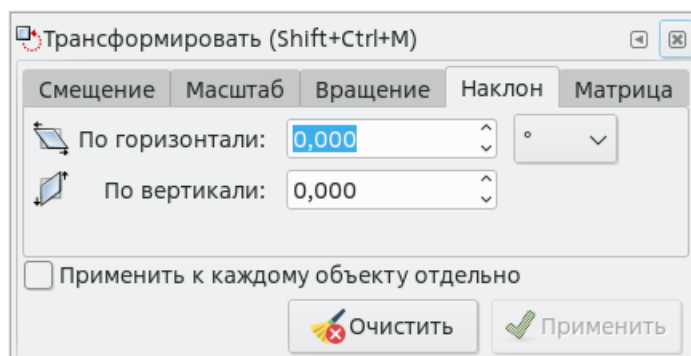 Трансформировать (Shift+Ctrl+M)
Смещение Масштаб Вращение Наклон Матрица
По горизонтали: 0,000 °
По вертикали: 0,000
Применить к каждому объекту отдельно
Очистить Применить